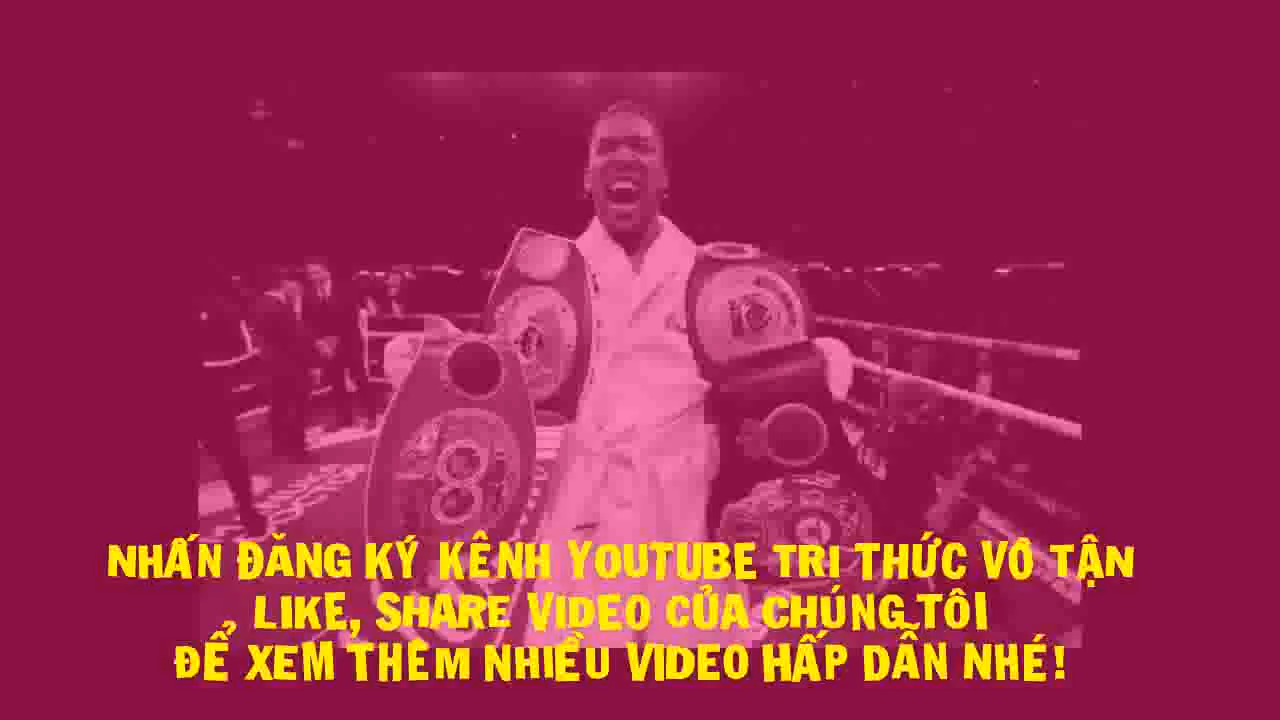 NHẤN ĐĂNG KÝ KÊNH YOUTUBE TRI THỨC VÔ TẬN
LIKE, SHARE VIDEO CỦA CHÚNG TÔI
ĐỂ XEM THÊM NHIỀU VIDEO HẤP DẪN NHÉ!